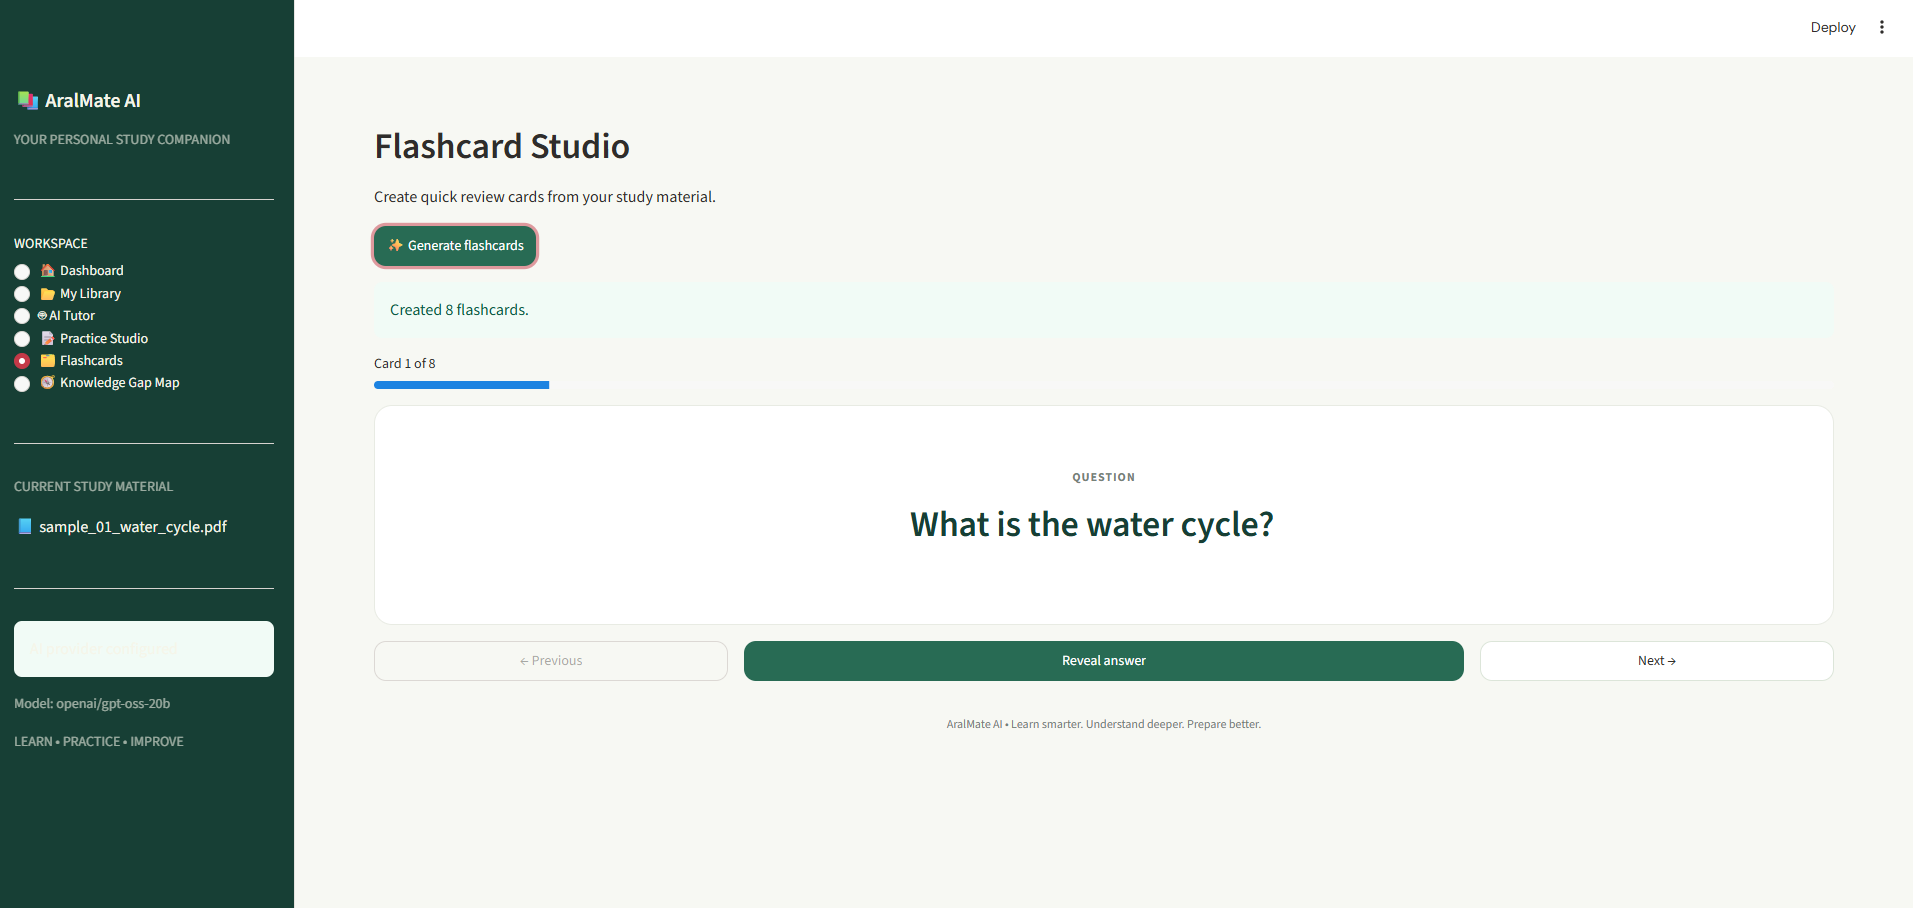 Deploy
AralMate AI
YOUR PERSONAL STUDY COMPANION
WORKSPACE
Dashboard
My Library
AI Tutor
Practice Studio
Flashcards
Knowledge Gap Map
CURRENT STUDY MATERIAL
sample_01_water_cycle.pdf
Model: openai/gpt-oss-20b
LEARN • PRACTICE • IMPROVE
Flashcard Studio
Create quick review cards from your study material.
✨ Generate flashcards
Created 8 flashcards.
Card 1 of 8
QUESTION
What is the water cycle?
← Previous
Reveal answer
Next →
AralMate AI • Learn smarter. Understand deeper. Prepare better.